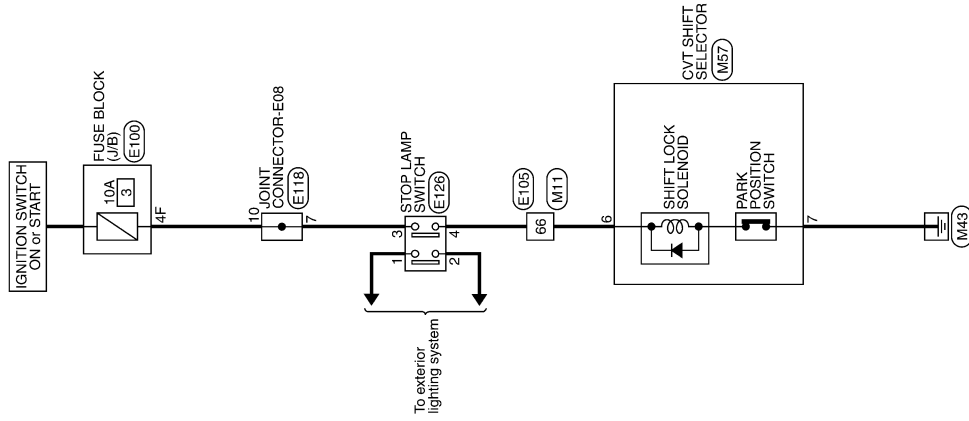 IGNITION SWITCH
ON or START
FUSE BLOCK
(J/B)
E100
10A
3
4F
10
JOINT
CONNECTOR-E08
E118
7
STOP LAMP
SWITCH
E126
1
3
2
4
To exterior
lighting system
E105
66
M11
CVT SHIFT
SELECTOR
M57
6
SHIFT LOCK
SOLENOID
PARK
POSITION
SWITCH
7
M43